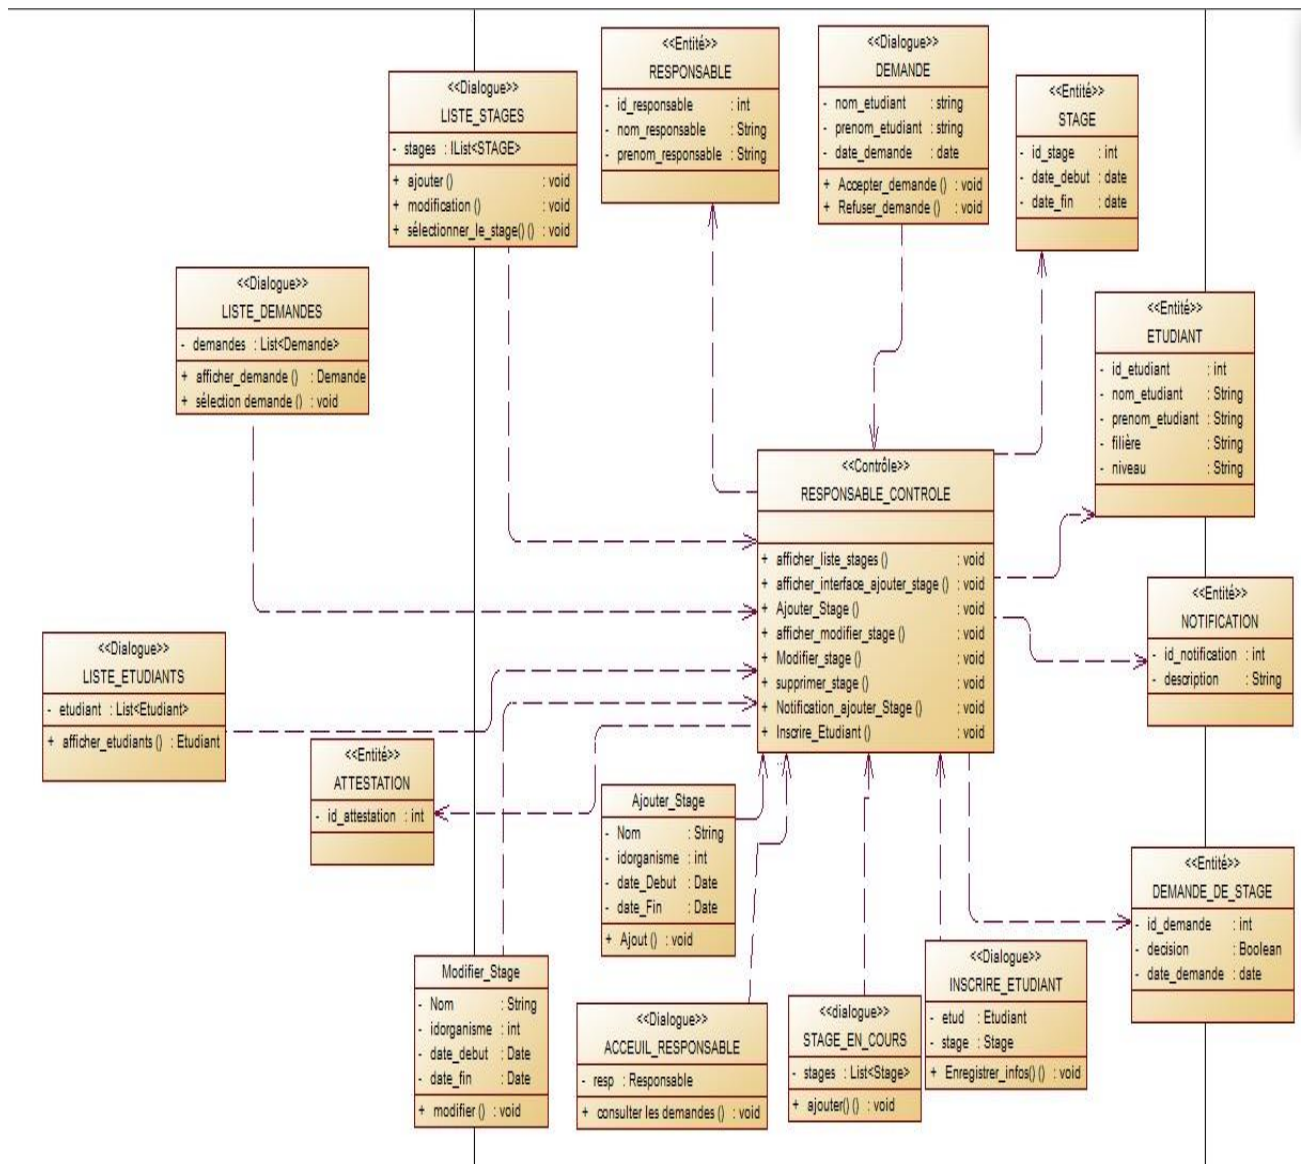 <<Entité>>
RESPONSABLE
- id_responsable : int
- nom_responsable : String
- prenom_responsable : String
<<Dialogue>>
DEMANDE
- nom_etudiant : string
- prenom_etudiant : string
- date_demande : date
+ Accepter_demande () : void
+ Refuser_demande () : void
<<Dialogue>>
LISTE_STAGES
- stages : IList<STAGE>
+ ajouter () : void
+ modification () : void
+ sélectionner_le_stage() () : void
<<Entité>>
STAGE
- id_stage : int
- date_debut : date
- date_fin : date
<<Dialogue>>
LISTE_DEMANDES
- demandes : List<Demande>
+ afficher_demande () : Demande
+ sélection demande () : void
<<Entité>>
ETUDIANT
- id_etudiant : int
- nom_etudiant : String
- prenom_etudiant : String
- filière : String
- niveau : String
<<Contrôle>>
RESPONSABLE_CONTROLE
+ afficher_liste_stages () : void
+ afficher_interface_ajouter_stage () : void
+ Ajouter_Stage () : void
+ afficher_modifier_stage () : void
+ Modifier_stage () : void
+ supprimer_stage () : void
+ Notification_ajouter_Stage () : void
+ Inscrire_Etudiant () : void
<<Entité>>
NOTIFICATION
- id_notification : int
- description : String
<<Dialogue>>
LISTE_ETUDIANTS
- etudiant : List<Etudiant>
+ afficher_etudiants () : Etudiant
<<Entité>>
ATTESTATION
- id_attestation : int
Ajouter_Stage
- Nom : String
- idorganisme : int
- date_Debut : Date
- date_Fin : Date
+ Ajout () : void
<<Entité>>
DEMANDE_DE_STAGE
- id_demande : int
- decision : Boolean
- date_demande : date
Modifier_Stage
- Nom : String
- idorganisme : int
- date_debut : Date
- date_fin : Date
+ modifier () : void
<<Dialogue>>
ACCEUIL_RESPONSABLE
- resp : Responsable
+ consulter les demandes () : void
<<dialogue>>
STAGE_EN_COURS
- stages : List<Stage>
+ ajouter() () : void
<<Dialogue>>
INSCRIRE_ETUDIANT
- etud : Etudiant
- stage : Stage
+ Enregistrer_infos() () : void